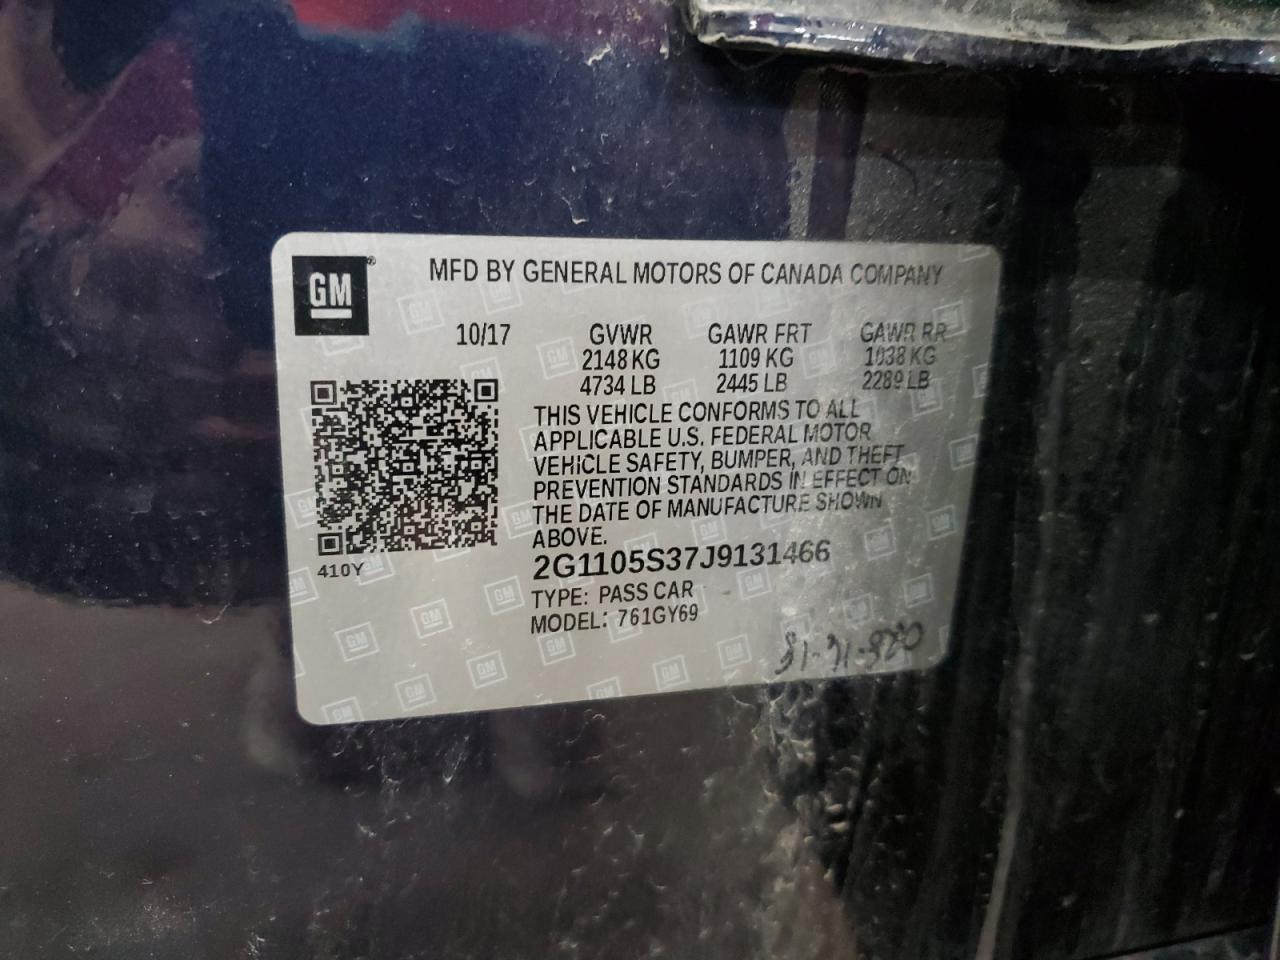 GM
MFD BY GENERAL MOTORS OF CANADA COMPANY
10/17 GVWR GAWR FRT GAWR RR
2148 KG 1109 KG 1038 KG
4734 LB 2445 LB 2289 LB
THIS VEHICLE CONFORMS TO ALL
APPLICABLE U.S. FEDERAL MOTOR
VEHICLE SAFETY, BUMPER, AND THEFT
PREVENTION STANDARDS IN EFFECT ON
THE DATE OF MANUFACTURE SHOWN
ABOVE.
410Y
2G1105S37J9131466
TYPE: PASS CAR
MODEL: 761GY69